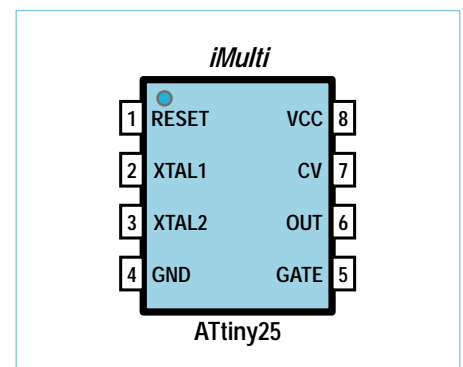 iMulti
1 RESET VCC 8
2 XTAL1 CV 7
3 XTAL2 OUT 6
4 GND GATE 5
ATtiny25